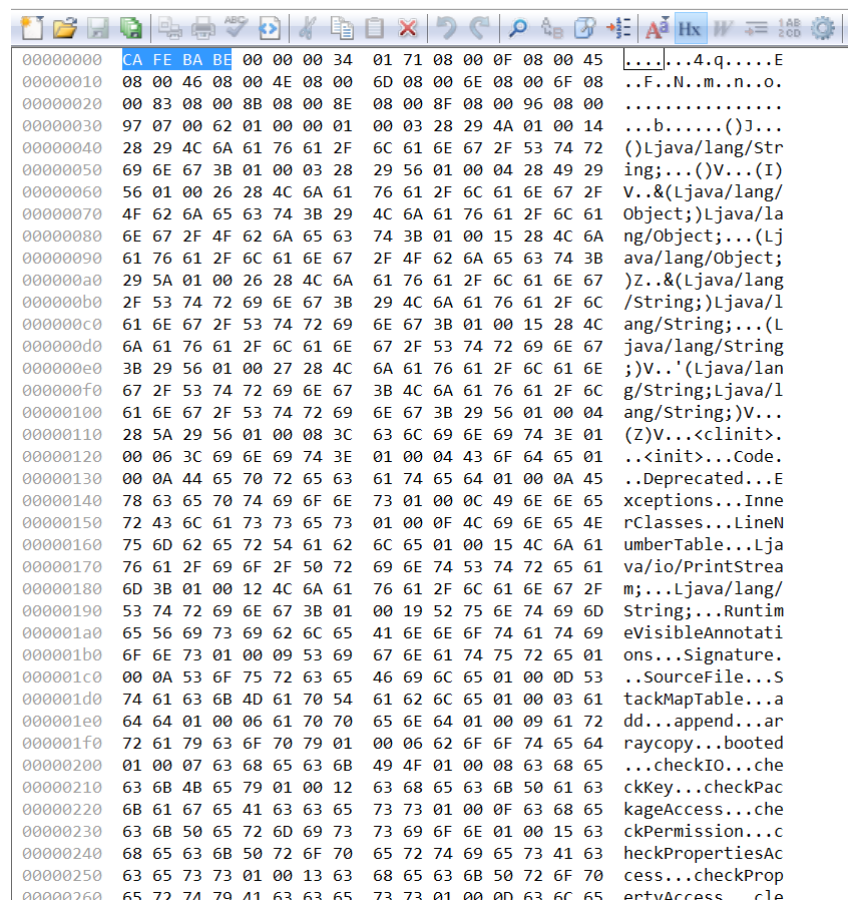 ABC Aa Hx W 1AB 2CD
00000000 CA FE BA BE 00 00 00 34 01 71 08 00 0F 08 00 45 .......4.q.....E
00000010 08 00 46 08 00 4E 08 00 6D 08 00 6E 08 00 6F 08 ..F..N..m..n..o.
00000020 00 83 08 00 8B 08 00 8E 08 00 8F 08 00 96 08 00 ................
00000030 97 07 00 62 01 00 00 01 00 03 28 29 4A 01 00 14 ...b......()J...
00000040 28 29 4C 6A 61 76 61 2F 6C 61 6E 67 2F 53 74 72 ()Ljava/lang/Str
00000050 69 6E 67 3B 01 00 03 28 29 56 01 00 04 28 49 29 ing;...()V...(I)
00000060 56 01 00 26 28 4C 6A 61 76 61 2F 6C 61 6E 67 2F V..&(Ljava/lang/
00000070 4F 62 6A 65 63 74 3B 29 4C 6A 61 76 61 2F 6C 61 Object;)Ljava/la
00000080 6E 67 2F 4F 62 6A 65 63 74 3B 01 00 15 28 4C 6A ng/Object;...(Lj
00000090 61 76 61 2F 6C 61 6E 67 2F 4F 62 6A 65 63 74 3B ava/lang/Object;
000000a0 29 5A 01 00 26 28 4C 6A 61 76 61 2F 6C 61 6E 67 )Z..&(Ljava/lang
000000b0 2F 53 74 72 69 6E 67 3B 29 4C 6A 61 76 61 2F 6C /String;)Ljava/l
000000c0 61 6E 67 2F 53 74 72 69 6E 67 3B 01 00 15 28 4C ang/String;...(L
000000d0 6A 61 76 61 2F 6C 61 6E 67 2F 53 74 72 69 6E 67 java/lang/String
000000e0 3B 29 56 01 00 27 28 4C 6A 61 76 61 2F 6C 61 6E ;)V..'(Ljava/lan
000000f0 67 2F 53 74 72 69 6E 67 3B 4C 6A 61 76 61 2F 6C g/String;Ljava/l
00000100 61 6E 67 2F 53 74 72 69 6E 67 3B 29 56 01 00 04 ang/String;)V...
00000110 28 5A 29 56 01 00 08 3C 63 6C 69 6E 69 74 3E 01 (Z)V...<clinit>.
00000120 00 06 3C 69 6E 69 74 3E 01 00 04 43 6F 64 65 01 ..<init>...Code.
00000130 00 0A 44 65 70 72 65 63 61 74 65 64 01 00 0A 45 ..Deprecated...E
00000140 78 63 65 70 74 69 6F 6E 73 01 00 0C 49 6E 6E 65 xceptions...Inne
00000150 72 43 6C 61 73 73 65 73 01 00 0F 4C 69 6E 65 4E rClasses...LineN
00000160 75 6D 62 65 72 54 61 62 6C 65 01 00 15 4C 6A 61 umberTable...Lja
00000170 76 61 2F 69 6F 2F 50 72 69 6E 74 53 74 72 65 61 va/io/PrintStrea
00000180 6D 3B 01 00 12 4C 6A 61 76 61 2F 6C 61 6E 67 2F m;...Ljava/lang/
00000190 53 74 72 69 6E 67 3B 01 00 19 52 75 6E 74 69 6D String;...Runtim
000001a0 65 56 69 73 69 62 6C 65 41 6E 6E 6F 74 61 74 69 eVisibleAnnotati
000001b0 6F 6E 73 01 00 09 53 69 67 6E 61 74 75 72 65 01 ons...Signature.
000001c0 00 0A 53 6F 75 72 63 65 46 69 6C 65 01 00 0D 53 ..SourceFile...S
000001d0 74 61 63 6B 4D 61 70 54 61 62 6C 65 01 00 03 61 tackMapTable...a
000001e0 64 64 01 00 06 61 70 70 65 6E 64 01 00 09 61 72 dd...append...ar
000001f0 72 61 79 63 6F 70 79 01 00 06 62 6F 6F 74 65 64 raycopy...booted
00000200 01 00 07 63 68 65 63 6B 49 4F 01 00 08 63 68 65 ...checkIO...che
00000210 63 6B 4B 65 79 01 00 12 63 68 65 63 6B 50 61 63 ckKey...checkPac
00000220 6B 61 67 65 41 63 63 65 73 73 01 00 0F 63 68 65 kageAccess...che
00000230 63 6B 50 65 72 6D 69 73 73 69 6F 6E 01 00 15 63 ckPermission...c
00000240 68 65 63 6B 50 72 6F 70 65 72 74 69 65 73 41 63 heckPropertiesAc
00000250 63 65 73 73 01 00 13 63 68 65 63 6B 50 72 6F 70 cess...checkProp
00000260 65 72 74 79 41 63 63 65 73 73 01 00 0D 63 6C 65 ertyAccess...cle